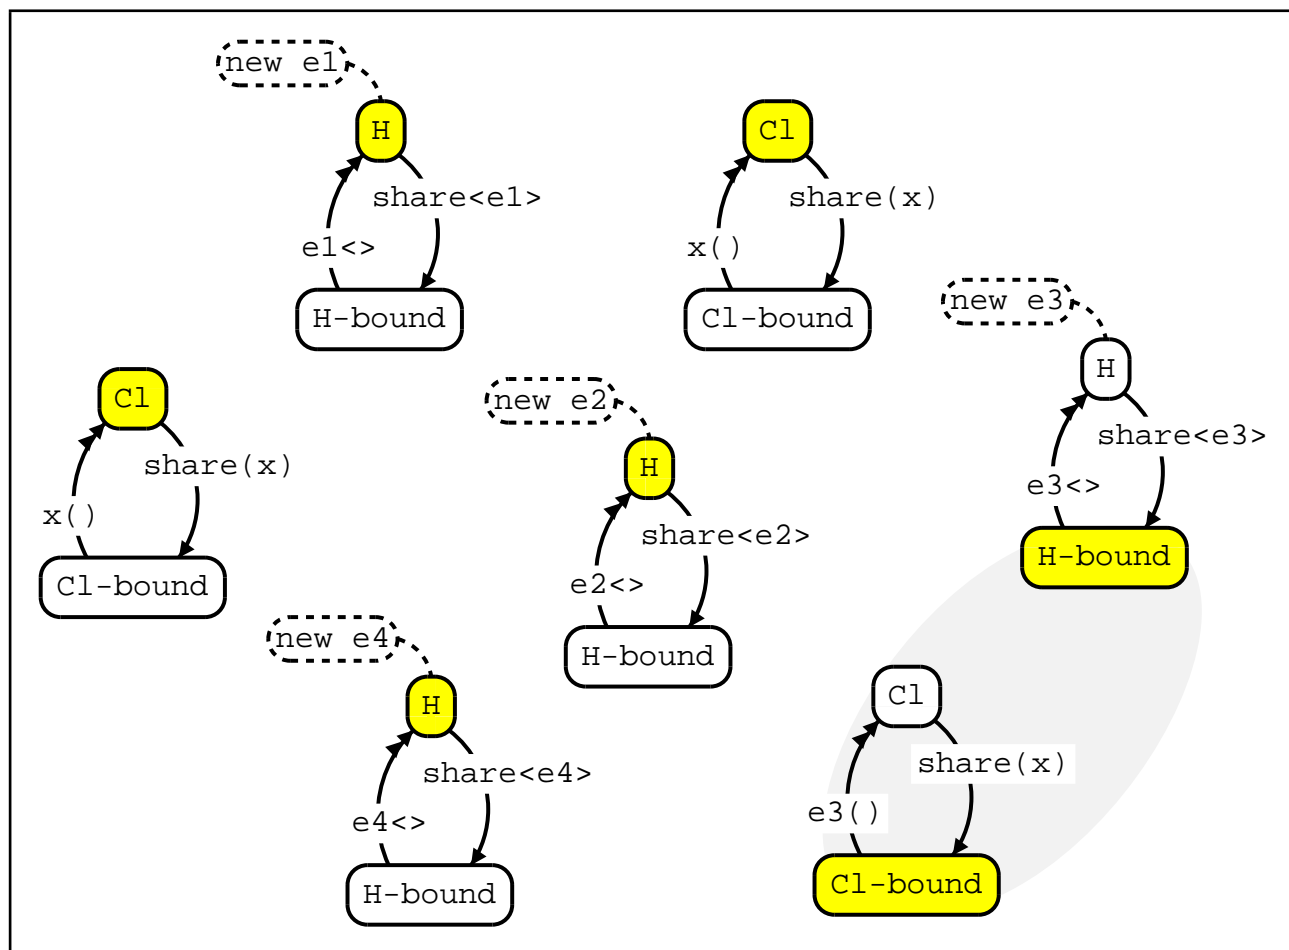 new e1
H
share<e1>
e1<>
H-bound
Cl
share(x)
x()
Cl-bound
new e3
H
share<e3>
e3<>
H-bound
Cl
share(x)
x()
Cl-bound
new e2
H
share<e2>
e2<>
H-bound
new e4
H
share<e4>
e4<>
H-bound
Cl
share(x)
e3()
Cl-bound